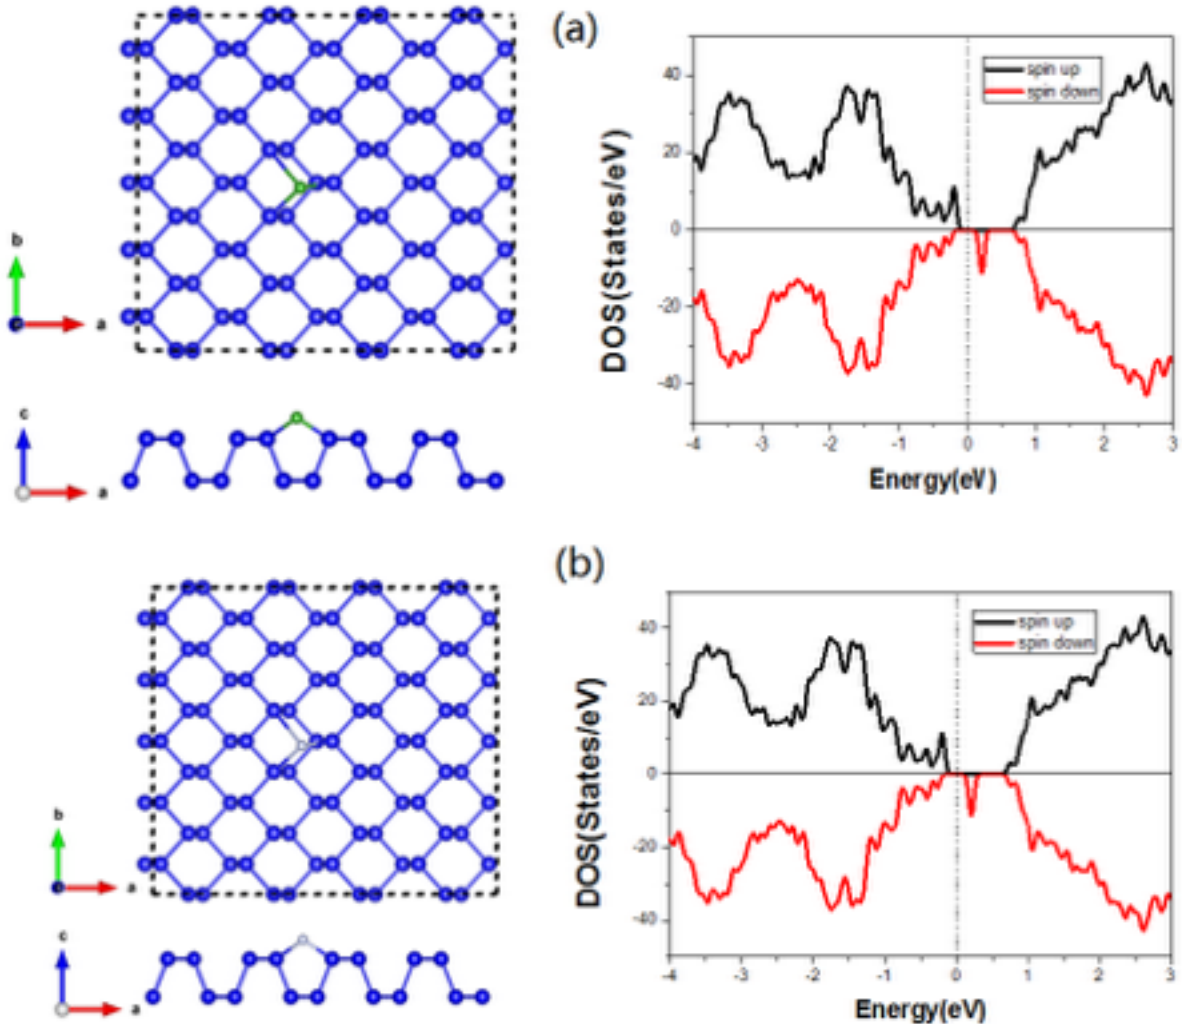 (a)
b
a
c
a
DOS(States/eV)
40
20
0
-20
-40
spin up
spin down
-4 -3 -2 -1 0 1 2 3
Energy(eV)
(b)
b
a
c
a
DOS(States/eV)
40
20
0
-20
-40
spin up
spin down
-4 -3 -2 -1 0 1 2 3
Energy(eV)